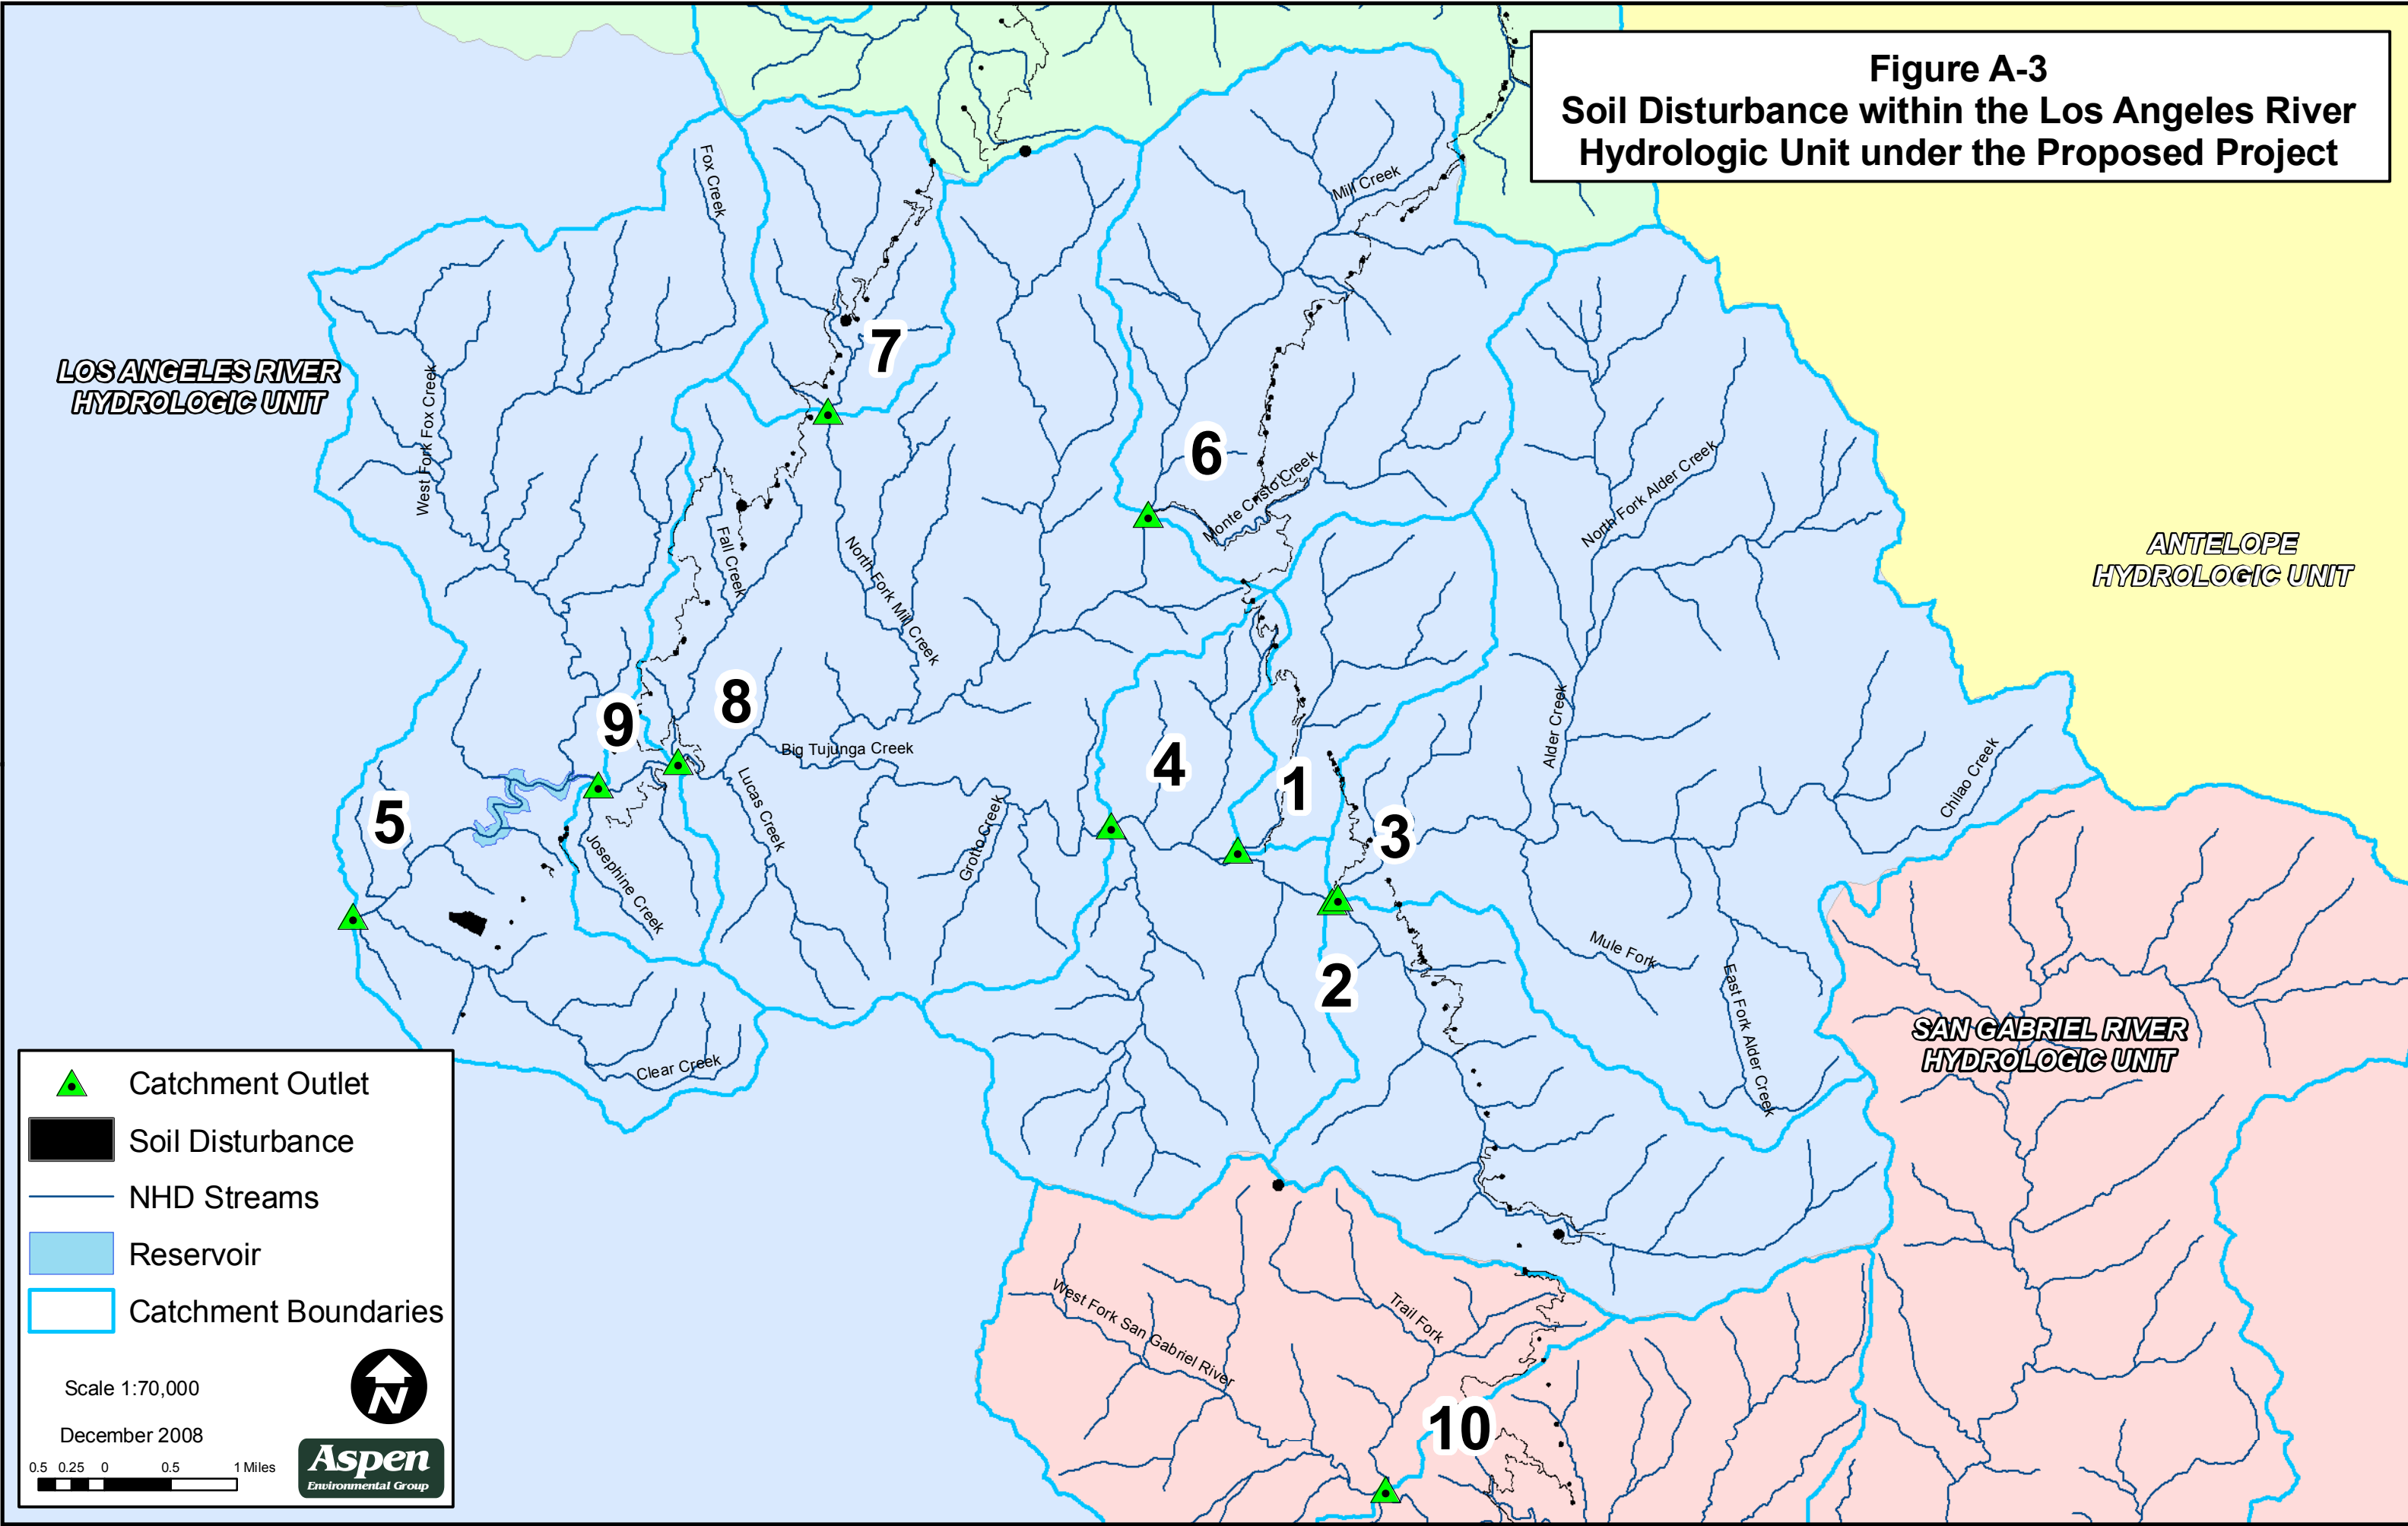 Figure A-3
Soil Disturbance within the Los Angeles River
Hydrologic Unit under the Proposed Project
Fox Creek
Mill Creek
7
LOS ANGELES RIVER
HYDROLOGIC UNIT
West Fork Fox Creek
6
North Fork Alder Creek
Monte Cristo Creek
ANTELOPE
HYDROLOGIC UNIT
Fall Creek
North Fork Mill Creek
8
9
Big Tujunga Creek
Alder Creek
4
1
Chilao Creek
5
Lucas Creek
Grotto Creek
3
Josephine Creek
Mule Fork
2
East Fork Alder Creek
SAN GABRIEL RIVER
HYDROLOGIC UNIT
Clear Creek
Catchment Outlet
Soil Disturbance
NHD Streams
Reservoir
Catchment Boundaries
West Fork San Gabriel River
Trail Fork
10
Scale 1:70,000
December 2008
0.5 0.25 0 0.5 1 Miles
N
Aspen
Environmental Group